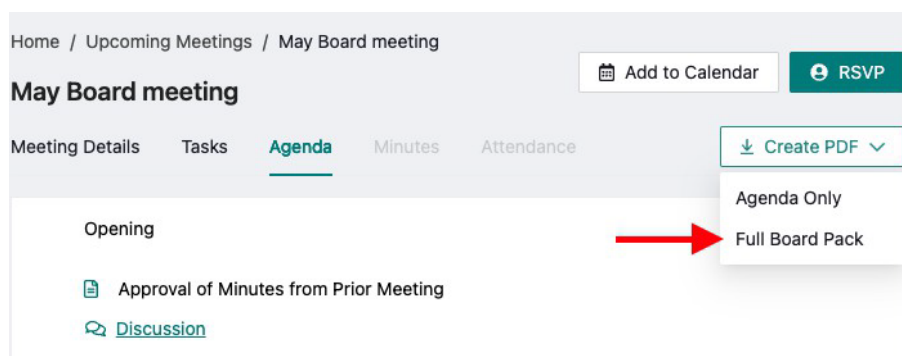 Home / Upcoming Meetings / May Board meeting
Add to Calendar
RSVP
May Board meeting
Meeting Details Tasks Agenda Minutes Attendance
Create PDF
Agenda Only
Full Board Pack
Opening
Approval of Minutes from Prior Meeting
Discussion